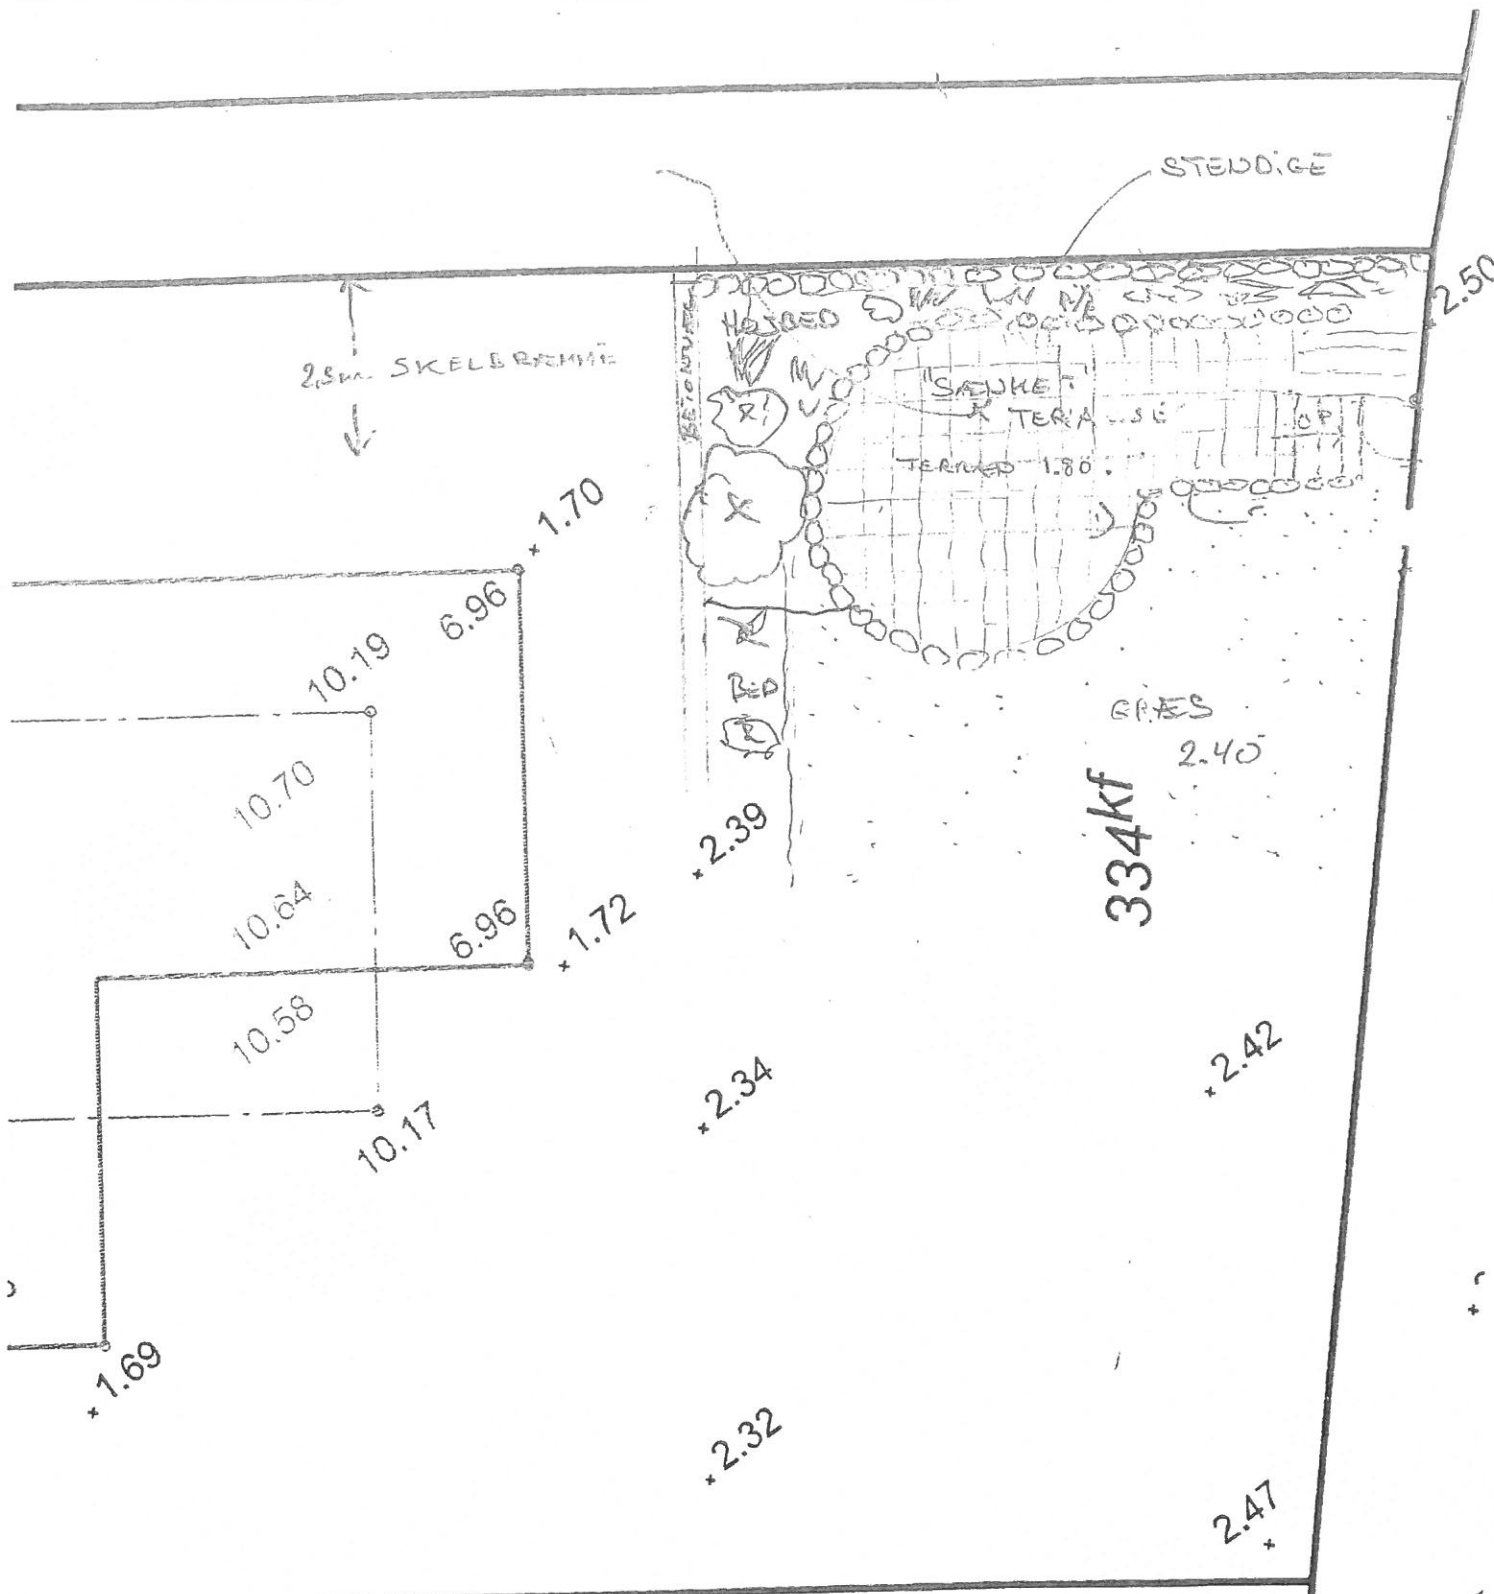 STENDIGE
2.50
HØJBED
2,5m. SKELBRÆMME
"SÆNKET"
TERRASSE
OP
TERRÆN 1.80.
1.70
6.96
10.19
BED
GRÆS
2.40
10.70
334kf
2.39
10.64
6.96
1.72
10.58
2.42
2.34
10.17
1.69
2.32
2.47